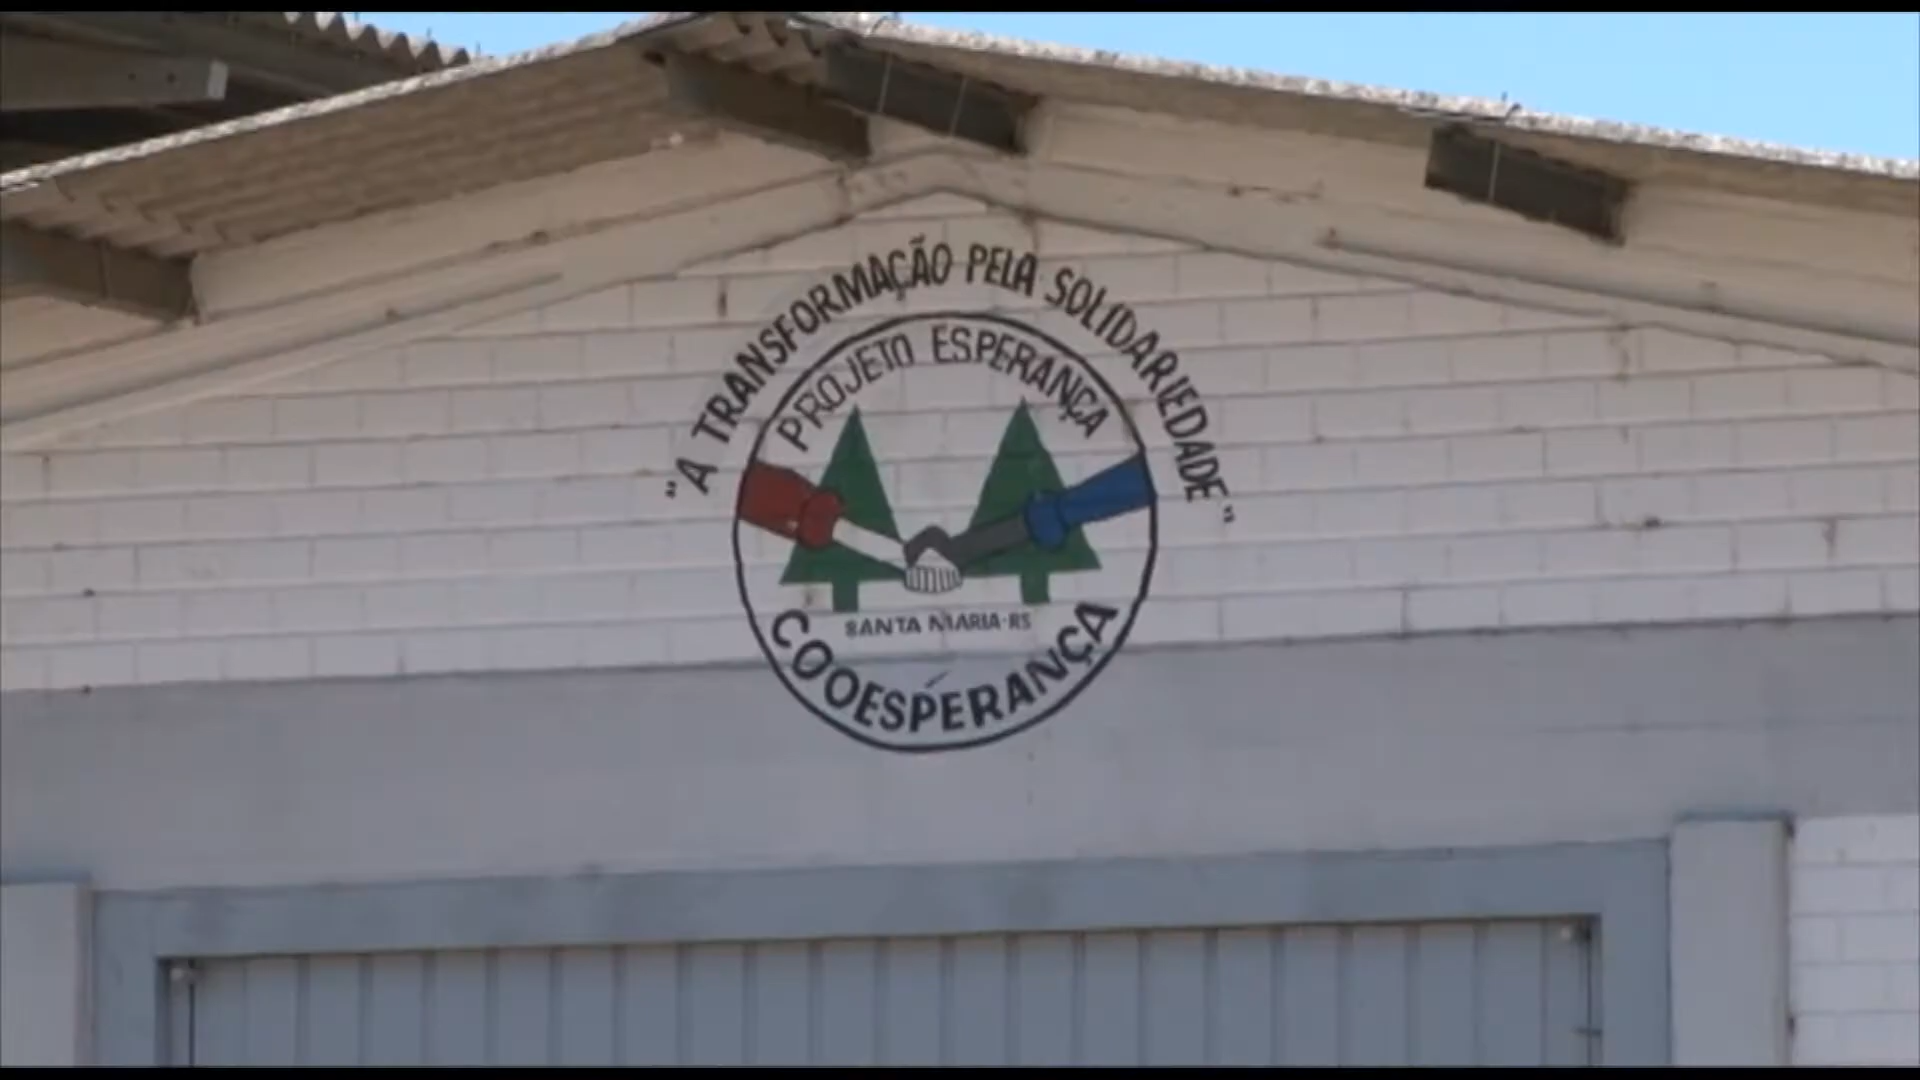 "A TRANSFORMAÇÃO PELA SOLIDARIEDADE"
PROJETO ESPERANÇA
SANTA MARIA-RS
COOESPERANÇA